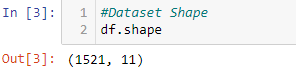 In [3]: 1 #Dataset Shape
2 df.shape
Out[3]: (1521, 11)